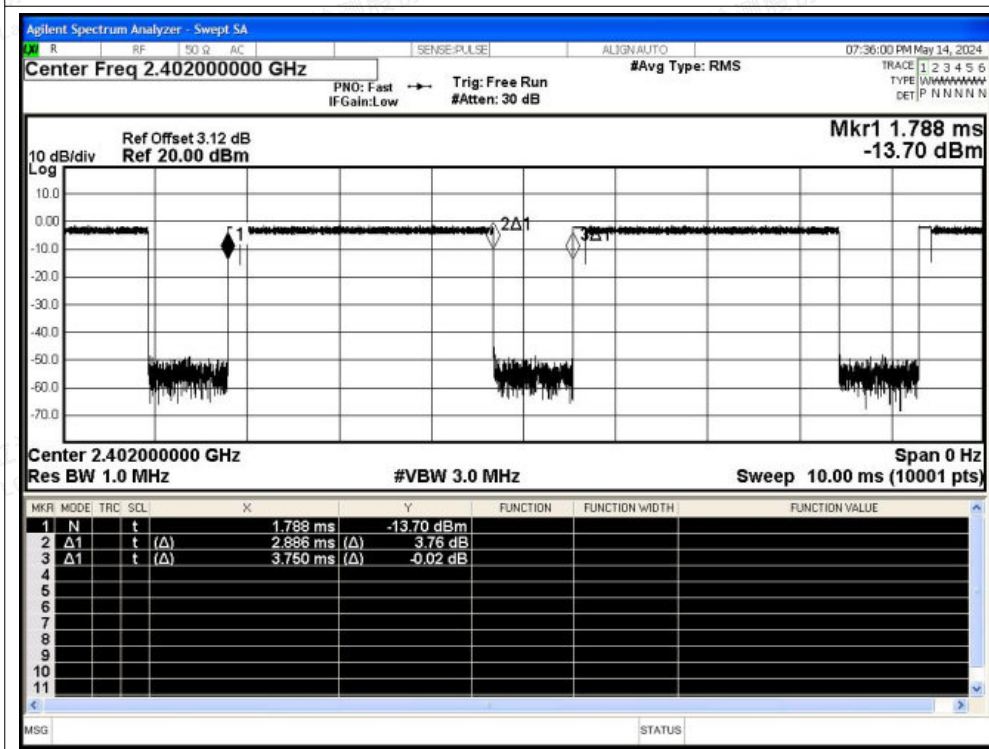 Agilent Spectrum Analyzer - Swept SA
LXI R RF 50 Ω AC SENSE:PULSE ALIGN AUTO 07:36:00 PM May 14, 2024
Center Freq 2.402000000 GHz #Avg Type: RMS TRACE 1 2 3 4 5 6
PNO: Fast Trig: Free Run TYPE WWWWWW
IFGain:Low #Atten: 30 dB DET P N N N N N
Mkr1 1.788 ms
Ref Offset 3.12 dB
10 dB/div Ref 20.00 dBm -13.70 dBm
Log
10.0
0.00
2Δ1
1
3Δ1
-10.0
-20.0
-30.0
-40.0
-50.0
-60.0
-70.0
Center 2.402000000 GHz Span 0 Hz
Res BW 1.0 MHz #VBW 3.0 MHz Sweep 10.00 ms (10001 pts)
MKR MODE TRC SCL X Y FUNCTION FUNCTION WIDTH FUNCTION VALUE
1 N t 1.788 ms -13.70 dBm
2 Δ1 t (Δ) 2.886 ms (Δ) 3.76 dB
3 Δ1 t (Δ) 3.750 ms (Δ) -0.02 dB
4
5
6
7
8
9
10
11
MSG STATUS